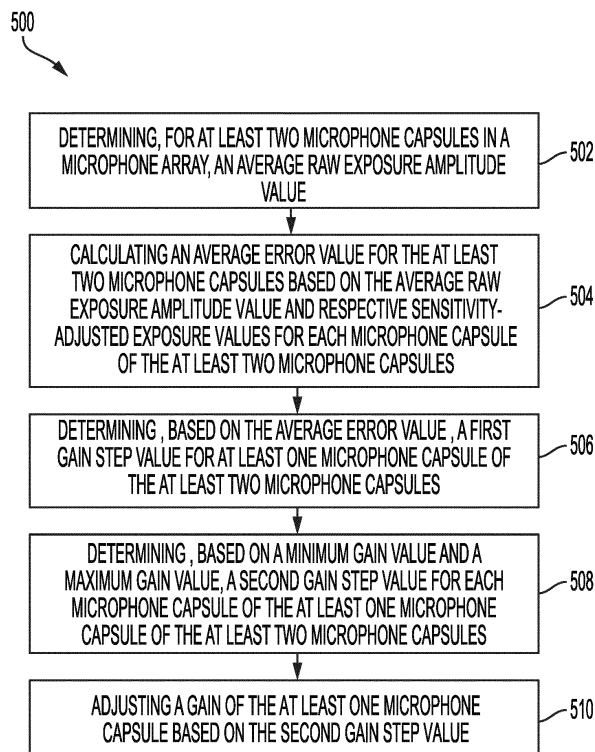 500
DETERMINING, FOR AT LEAST TWO MICROPHONE CAPSULES IN A
MICROPHONE ARRAY, AN AVERAGE RAW EXPOSURE AMPLITUDE
VALUE
502
CALCULATING AN AVERAGE ERROR VALUE FOR THE AT LEAST
TWO MICROPHONE CAPSULES BASED ON THE AVERAGE RAW
EXPOSURE AMPLITUDE VALUE AND RESPECTIVE SENSITIVITY-
ADJUSTED EXPOSURE VALUES FOR EACH MICROPHONE CAPSULE
OF THE AT LEAST TWO MICROPHONE CAPSULES
504
DETERMINING , BASED ON THE AVERAGE ERROR VALUE , A FIRST
GAIN STEP VALUE FOR AT LEAST ONE MICROPHONE CAPSULE OF
THE AT LEAST TWO MICROPHONE CAPSULES
506
DETERMINING , BASED ON A MINIMUM GAIN VALUE AND A
MAXIMUM GAIN VALUE, A SECOND GAIN STEP VALUE FOR EACH
MICROPHONE CAPSULE OF THE AT LEAST ONE MICROPHONE
CAPSULE OF THE AT LEAST TWO MICROPHONE CAPSULES
508
ADJUSTING A GAIN OF THE AT LEAST ONE MICROPHONE
CAPSULE BASED ON THE SECOND GAIN STEP VALUE
510